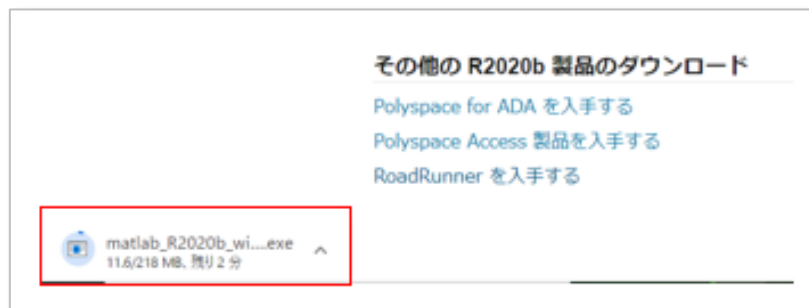 その他の R2020b 製品のダウンロード
Polyspace for ADA を入手する
Polyspace Access 製品を入手する
RoadRunner を入手する
matlab_R2020b_wi....exe
11.6/218 MB、残り 2 分